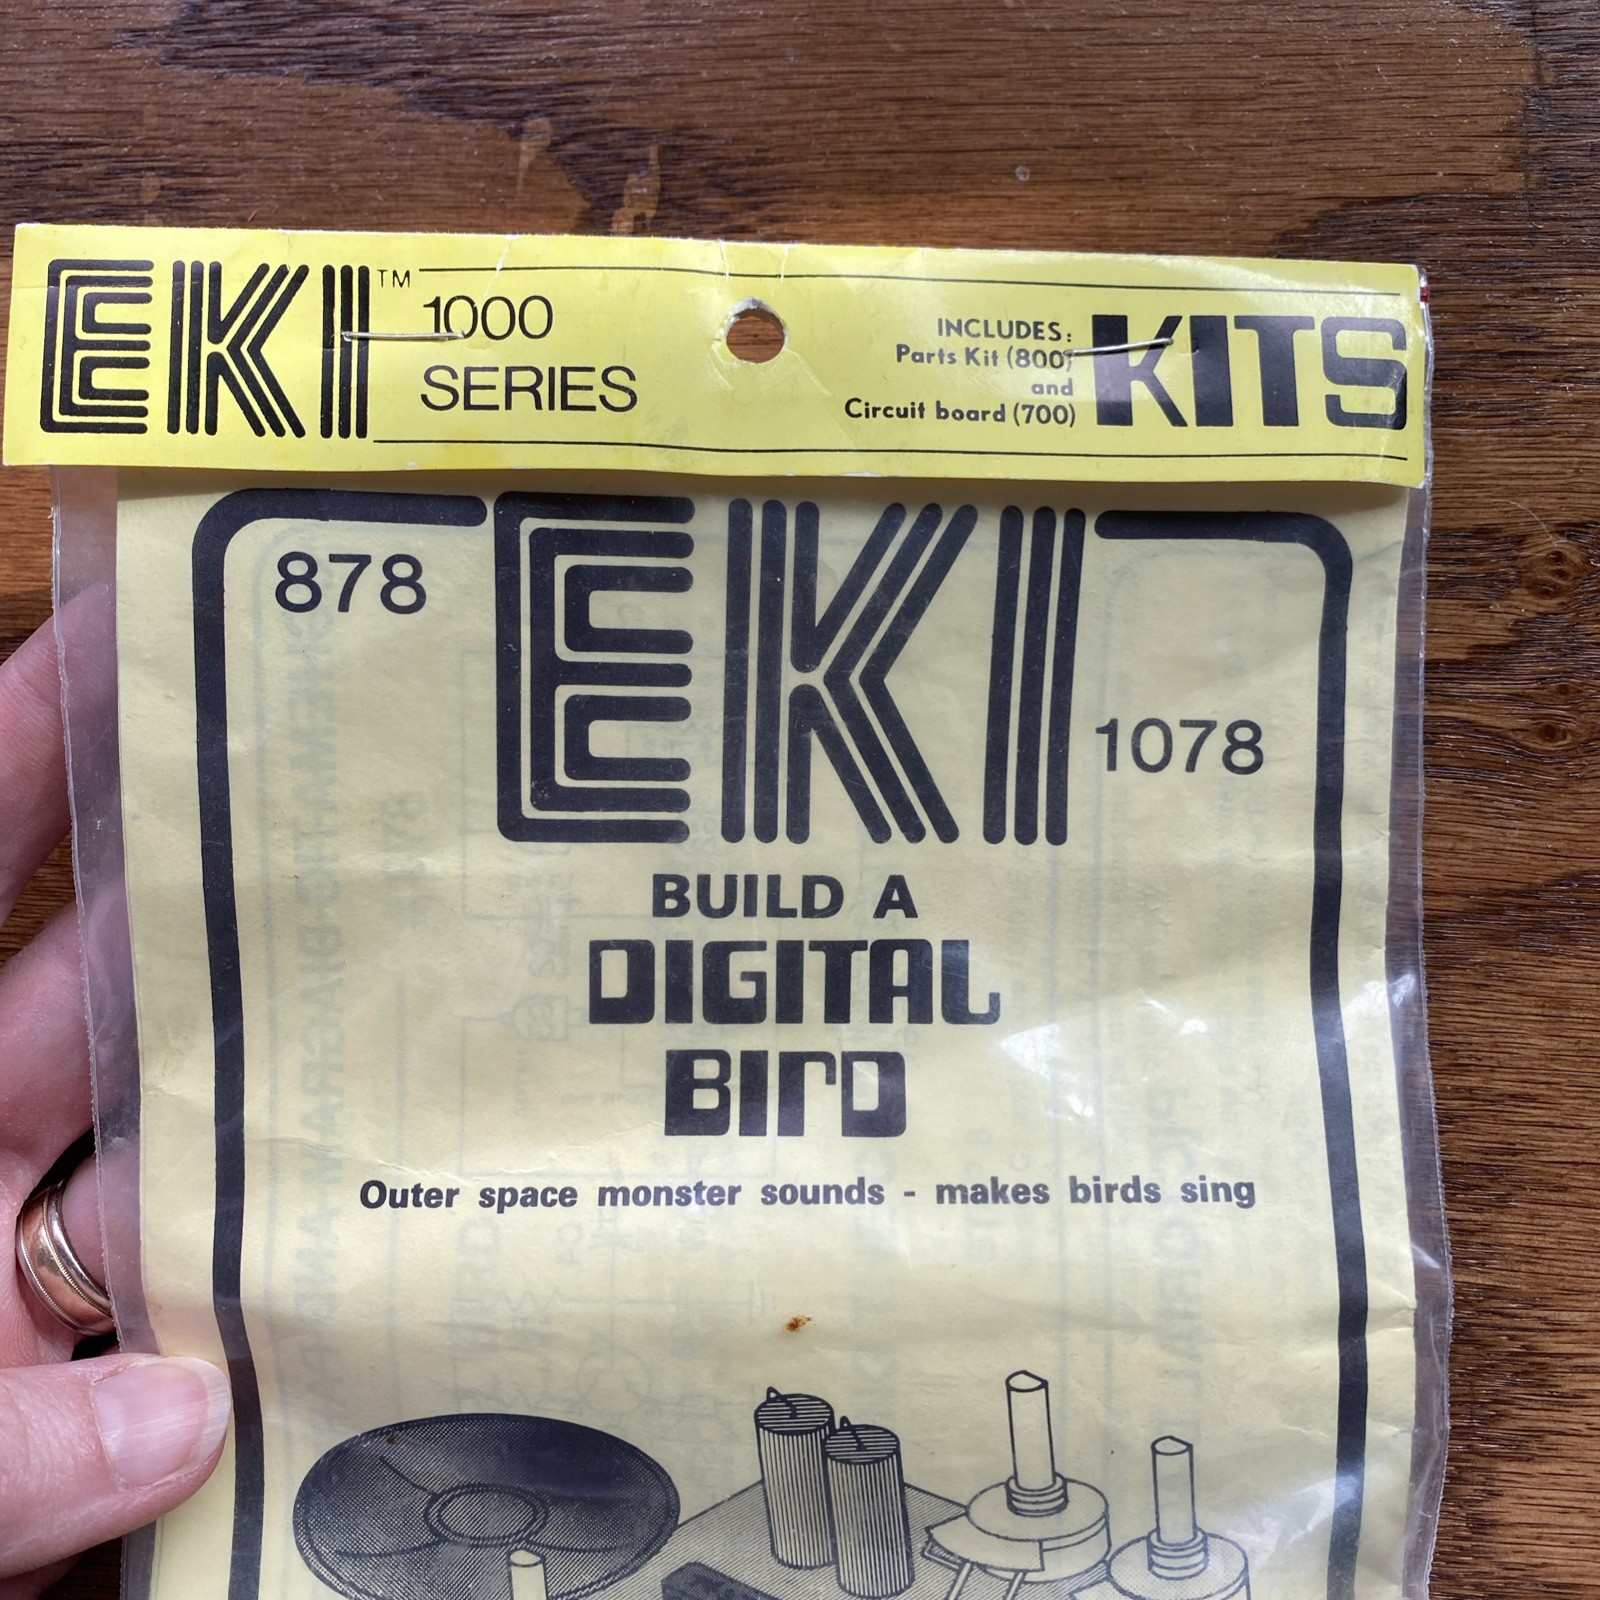 EKI™
1000
SERIES
INCLUDES:
Parts Kit (800)
and
Circuit board (700)
KITS
878
EKI
1078
BUILD A
DIGITAL
BIrD
Outer space monster sounds - makes birds sing